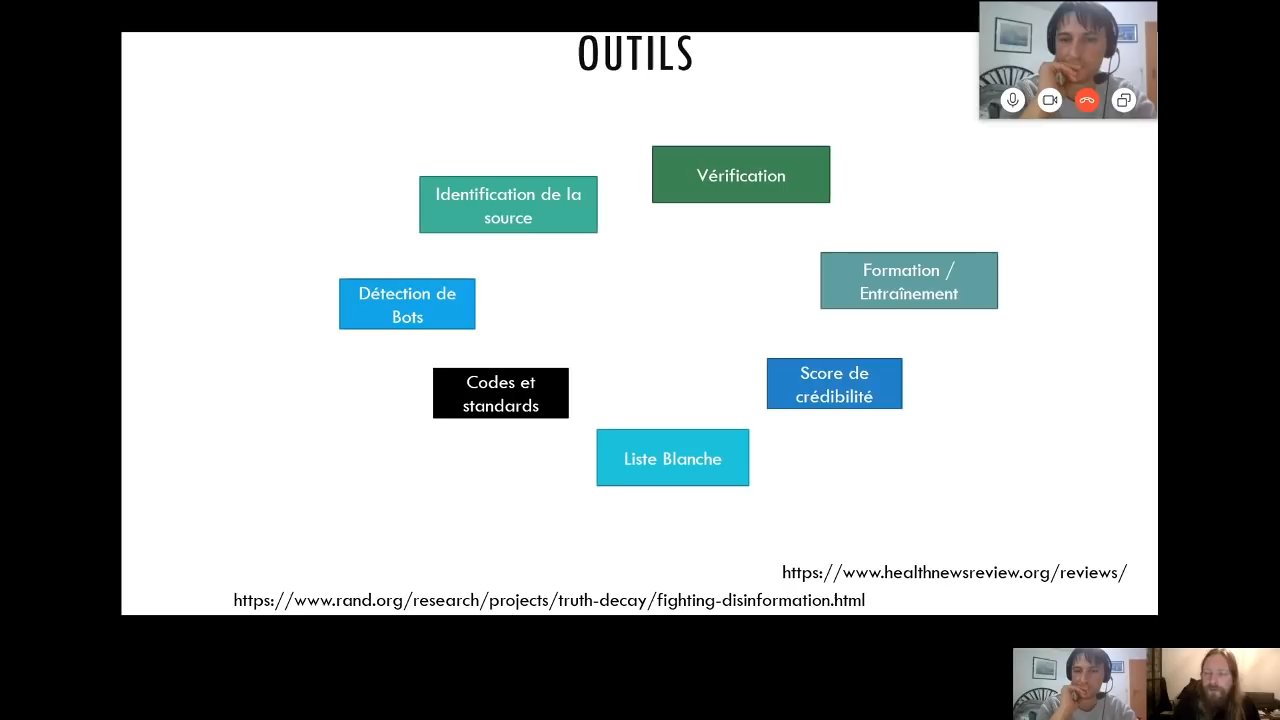 OUTILS
Vérification
Identification de la
source
Formation /
Entraînement
Détection de
Bots
Score de
crédibilité
Codes et
standards
Liste Blanche
https://www.healthnewsreview.org/reviews/
https://www.rand.org/research/projects/truth-decay/fighting-disinformation.html